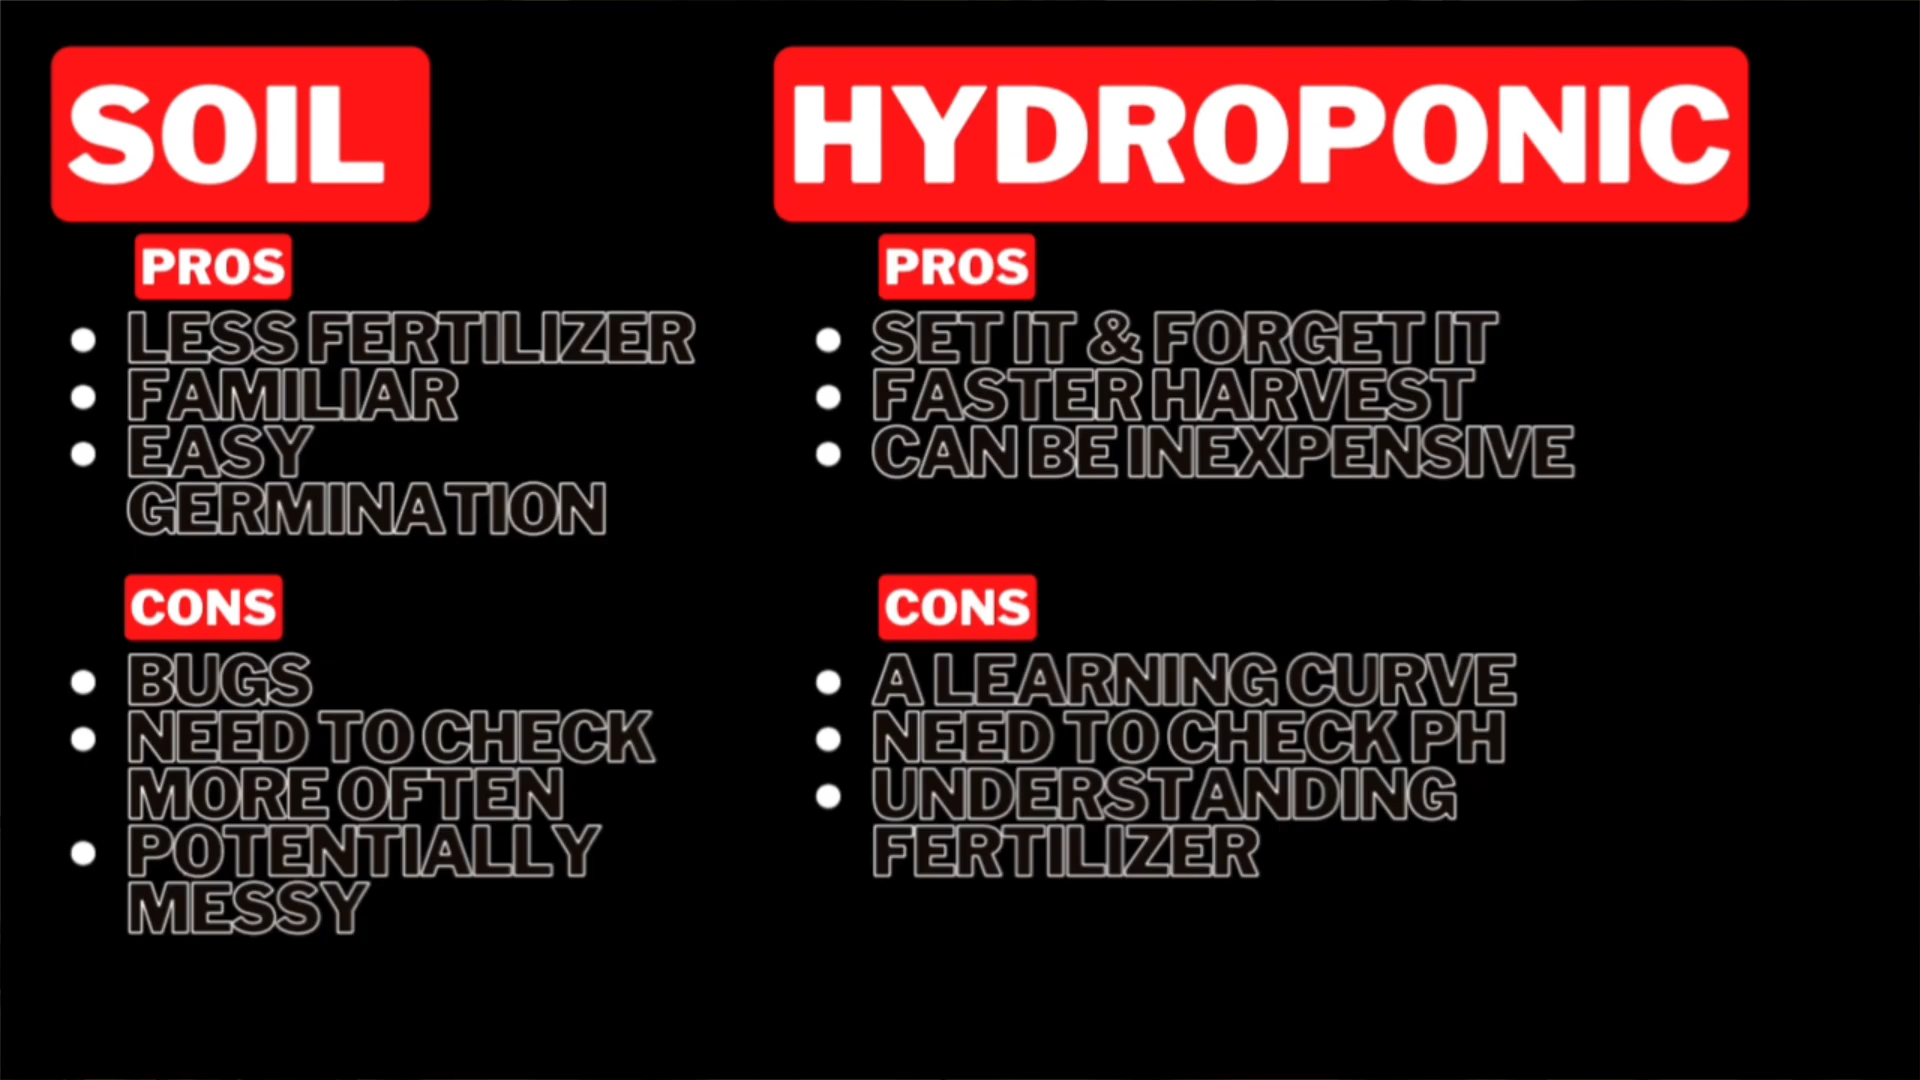 SOIL
PROS
LESS FERTILIZER
FAMILIAR
EASY
GERMINATION
CONS
BUGS
NEED TO CHECK
MORE OFTEN
POTENTIALLY
MESSY
HYDROPONIC
PROS
SET IT & FORGET IT
FASTER HARVEST
CAN BE INEXPENSIVE
CONS
A LEARNING CURVE
NEED TO CHECK PH
UNDERSTANDING
FERTILIZER